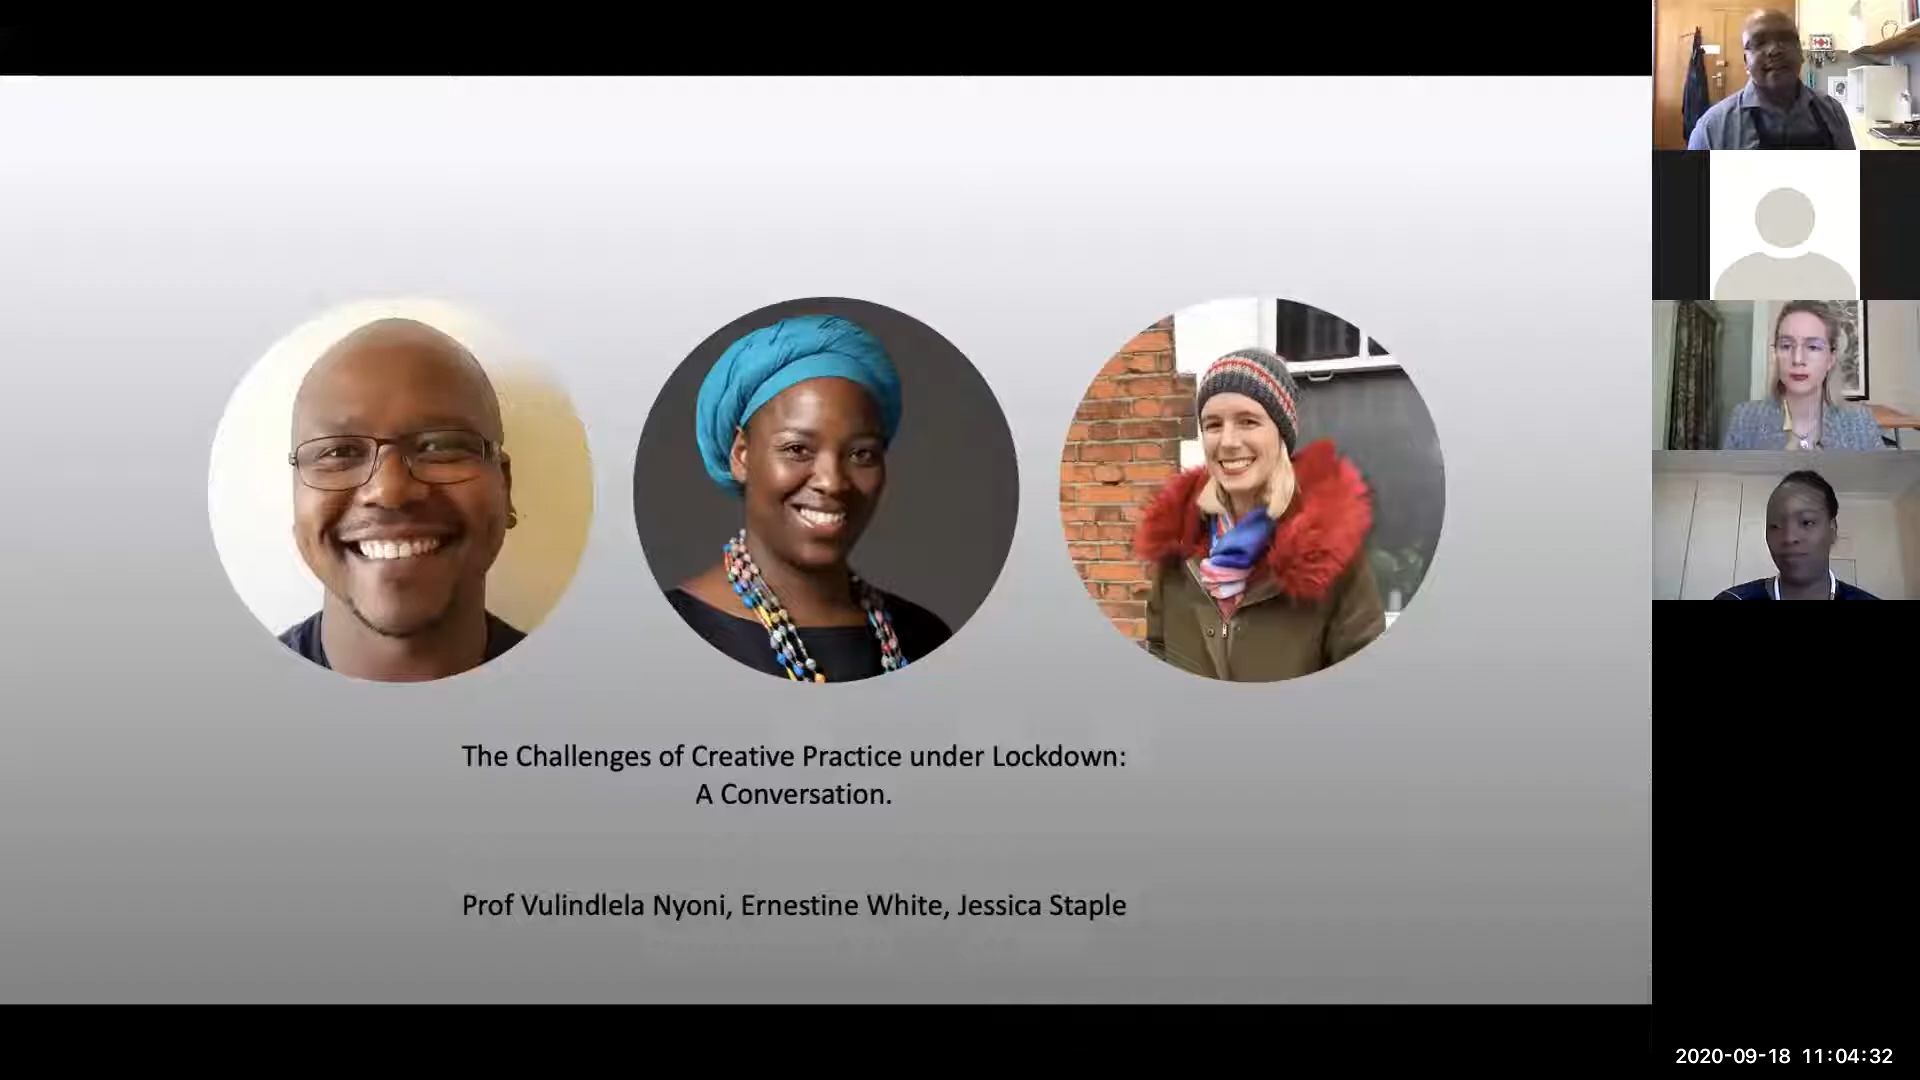 The Challenges of Creative Practice under Lockdown:
A Conversation.
Prof Vulindlela Nyoni, Ernestine White, Jessica Staple
2020-09-18 11:04:32